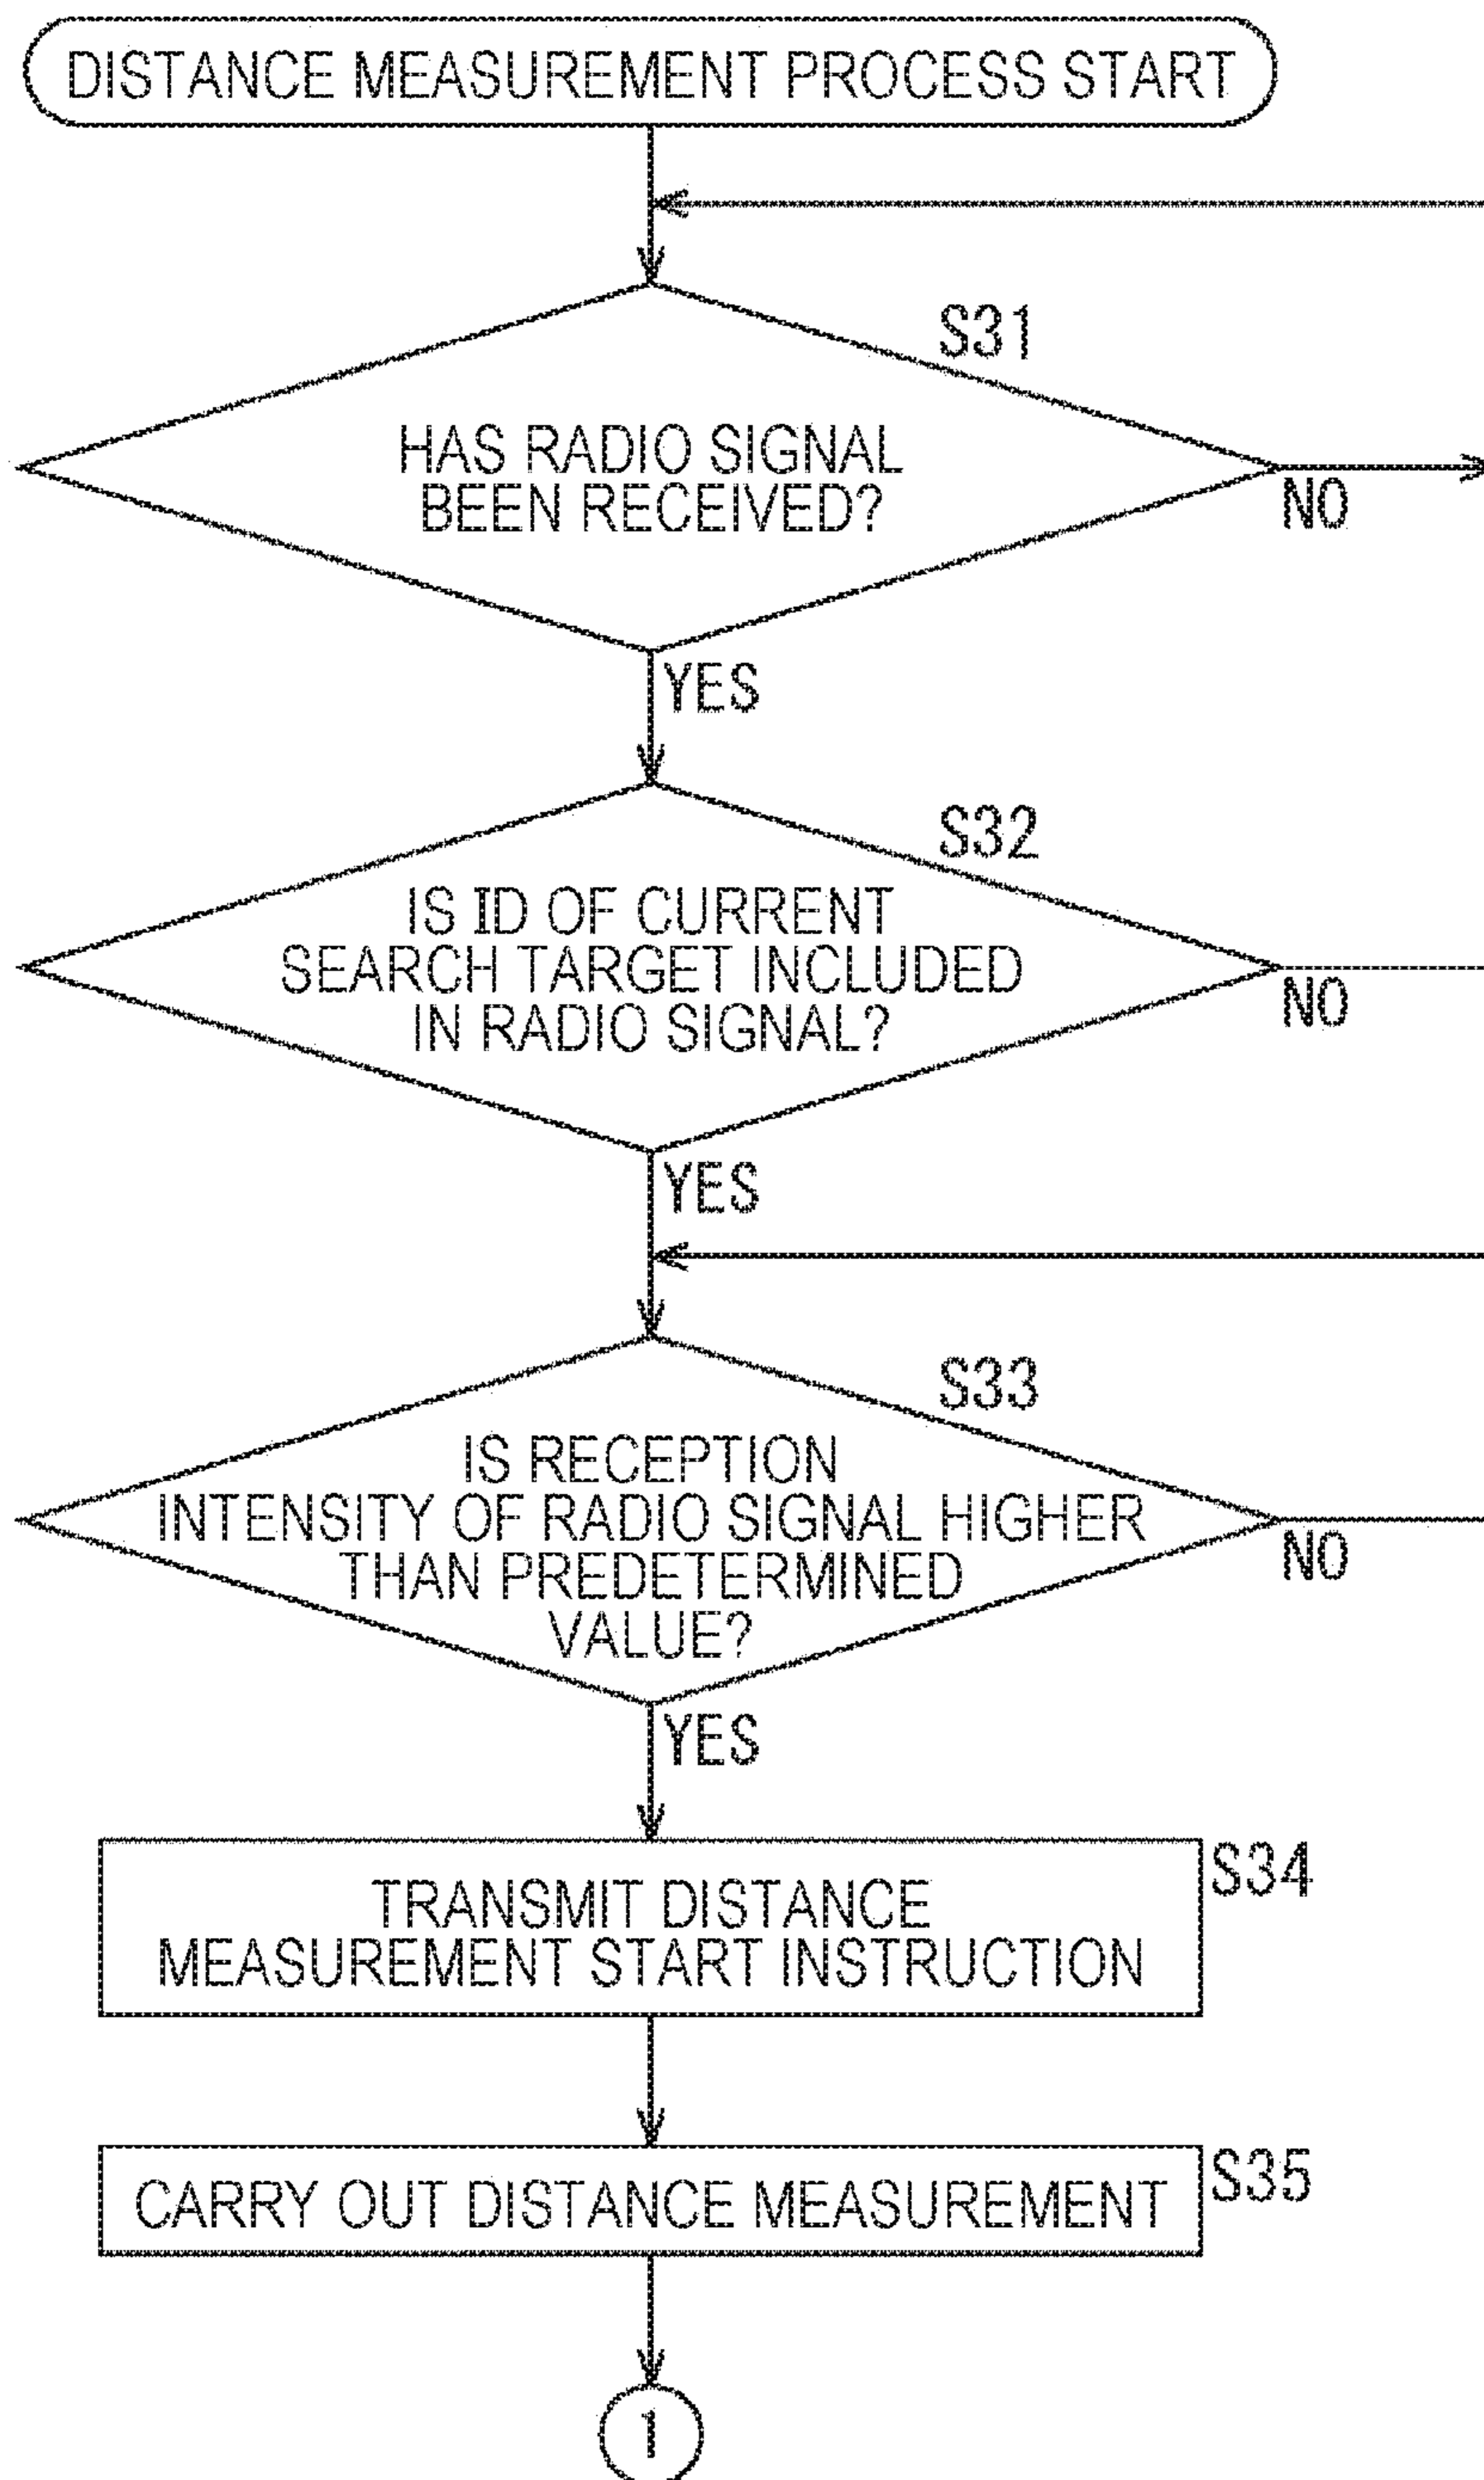 DISTANCE MEASUREMENT PROCESS START
S31
HAS RADIO SIGNAL
BEEN RECEIVED?
NO
YES
S32
IS ID OF CURRENT
SEARCH TARGET INCLUDED
IN RADIO SIGNAL?
NO
YES
S33
IS RECEPTION
INTENSITY OF RADIO SIGNAL HIGHER
THAN PREDETERMINED
VALUE?
NO
YES
S34
TRANSMIT DISTANCE
MEASUREMENT START INSTRUCTION
S35
CARRY OUT DISTANCE MEASUREMENT
1